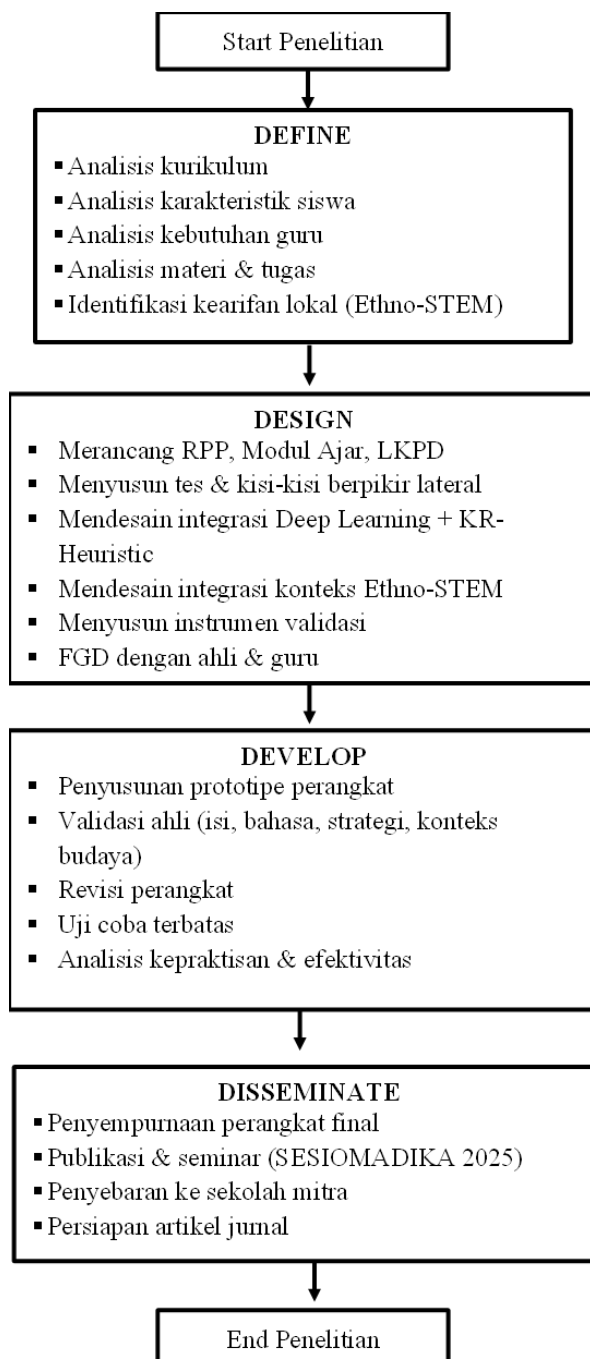 Start Penelitian
DEFINE
▪ Analisis kurikulum
▪ Analisis karakteristik siswa
▪ Analisis kebutuhan guru
▪ Analisis materi & tugas
▪ Identifikasi kearifan lokal (Ethno-STEM)
DESIGN
▪ Merancang RPP, Modul Ajar, LKPD
▪ Menyusun tes & kisi-kisi berpikir lateral
▪ Mendesain integrasi Deep Learning + KR-
Heuristic
▪ Mendesain integrasi konteks Ethno-STEM
▪ Menyusun instrumen validasi
▪ FGD dengan ahli & guru
DEVELOP
▪ Penyusunan prototipe perangkat
▪ Validasi ahli (isi, bahasa, strategi, konteks
budaya)
▪ Revisi perangkat
▪ Uji coba terbatas
▪ Analisis kepraktisan & efektivitas
DISSEMINATE
▪ Penyempurnaan perangkat final
▪ Publikasi & seminar (SESIOMADIKA 2025)
▪ Penyebaran ke sekolah mitra
▪ Persiapan artikel jurnal
End Penelitian